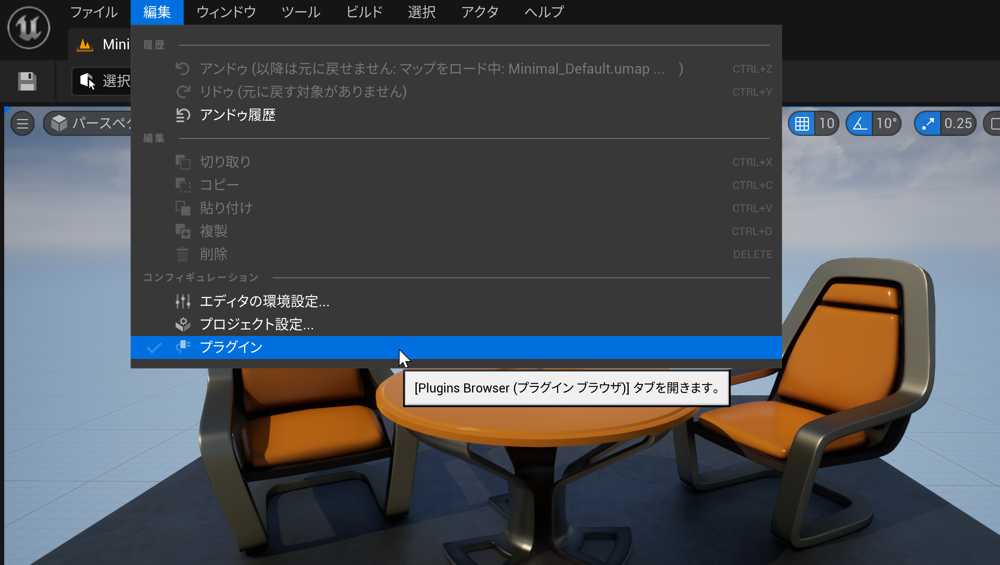 ファイル 編集 ウィンドウ ツール ビルド 選択 アクタ ヘルプ
Mini
選択
パースペク
10 10° 0.25
履歴
アンドゥ (以降は元に戻せません: マップをロード中: Minimal_Default.umap ... ) CTRL+Z
リドゥ (元に戻す対象がありません) CTRL+Y
アンドゥ履歴
編集
切り取り CTRL+X
コピー CTRL+C
貼り付け CTRL+V
複製 CTRL+D
削除 DELETE
コンフィギュレーション
エディタの環境設定...
プロジェクト設定...
プラグイン
[Plugins Browser (プラグイン ブラウザ)] タブを開きます。